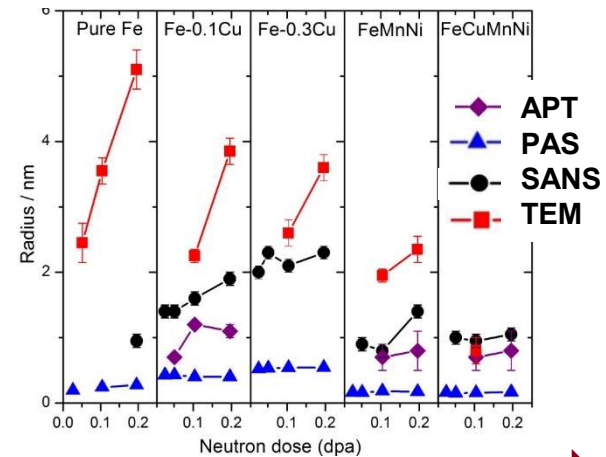 6
Pure Fe Fe-0.1Cu Fe-0.3Cu FeMnNi FeCuMnNi
APT
PAS
SANS
TEM
4
2
0
Radius / nm
0.0 0.1 0.2 0.1 0.2 0.1 0.2 0.1 0.2 0.1 0.2
Neutron dose (dpa)